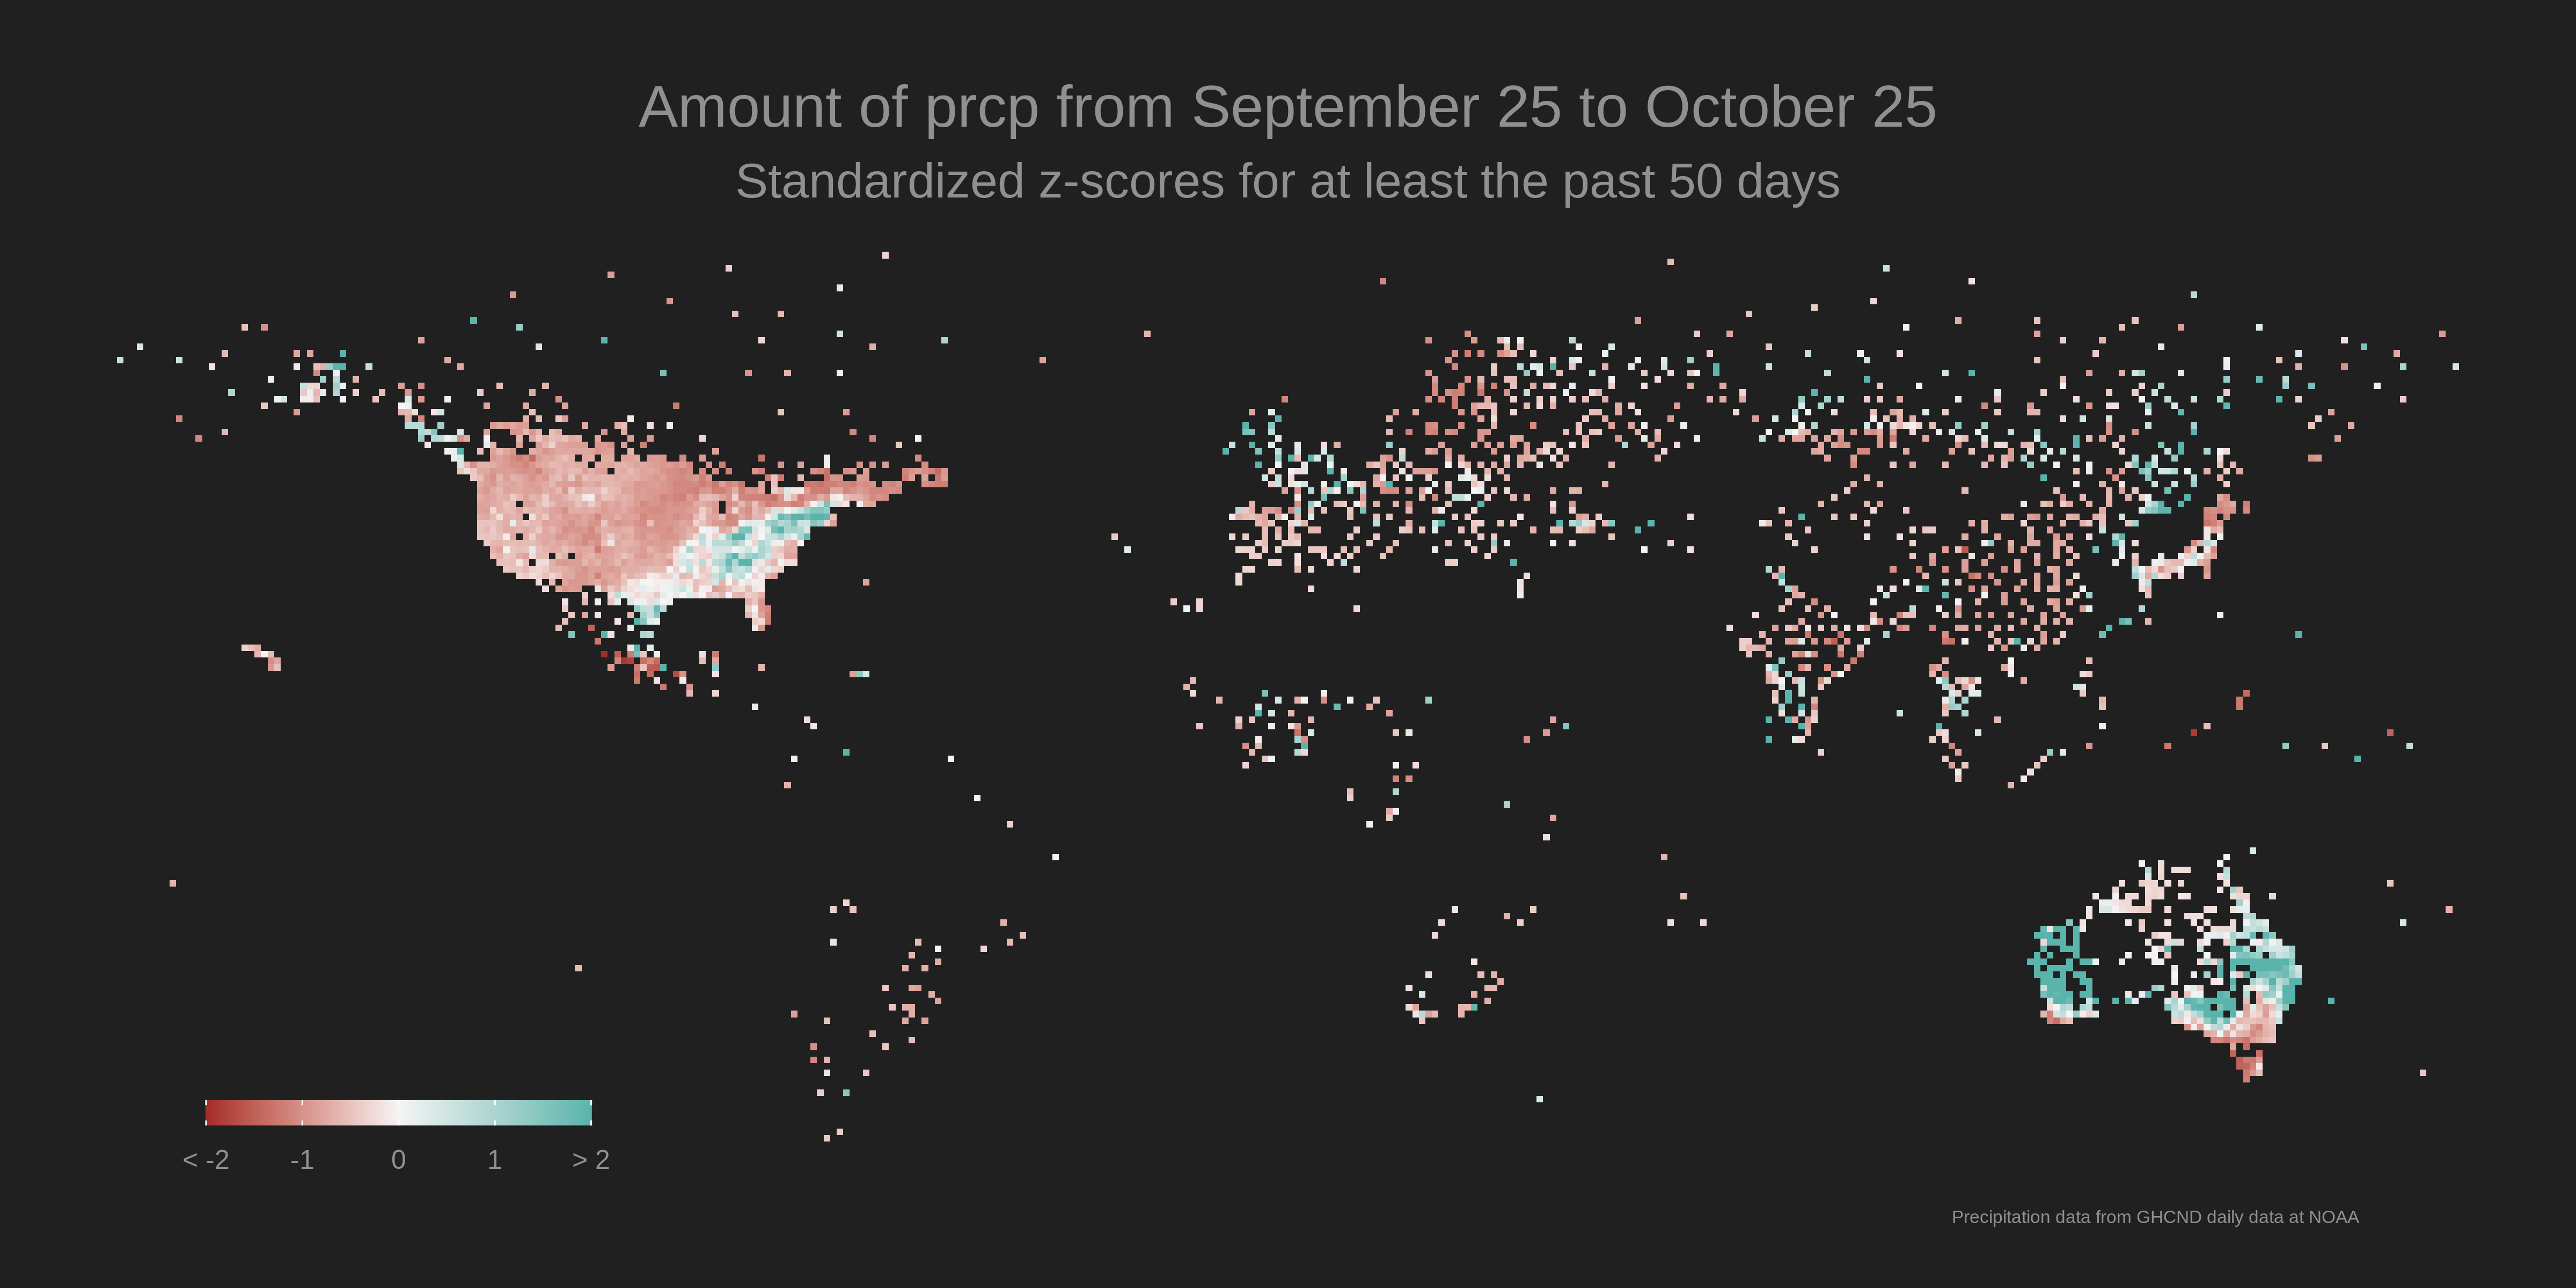 Amount of prcp from September 25 to October 25
Standardized z-scores for at least the past 50 days
< -2 -1 0 1 > 2
Precipitation data from GHCND daily data at NOAA